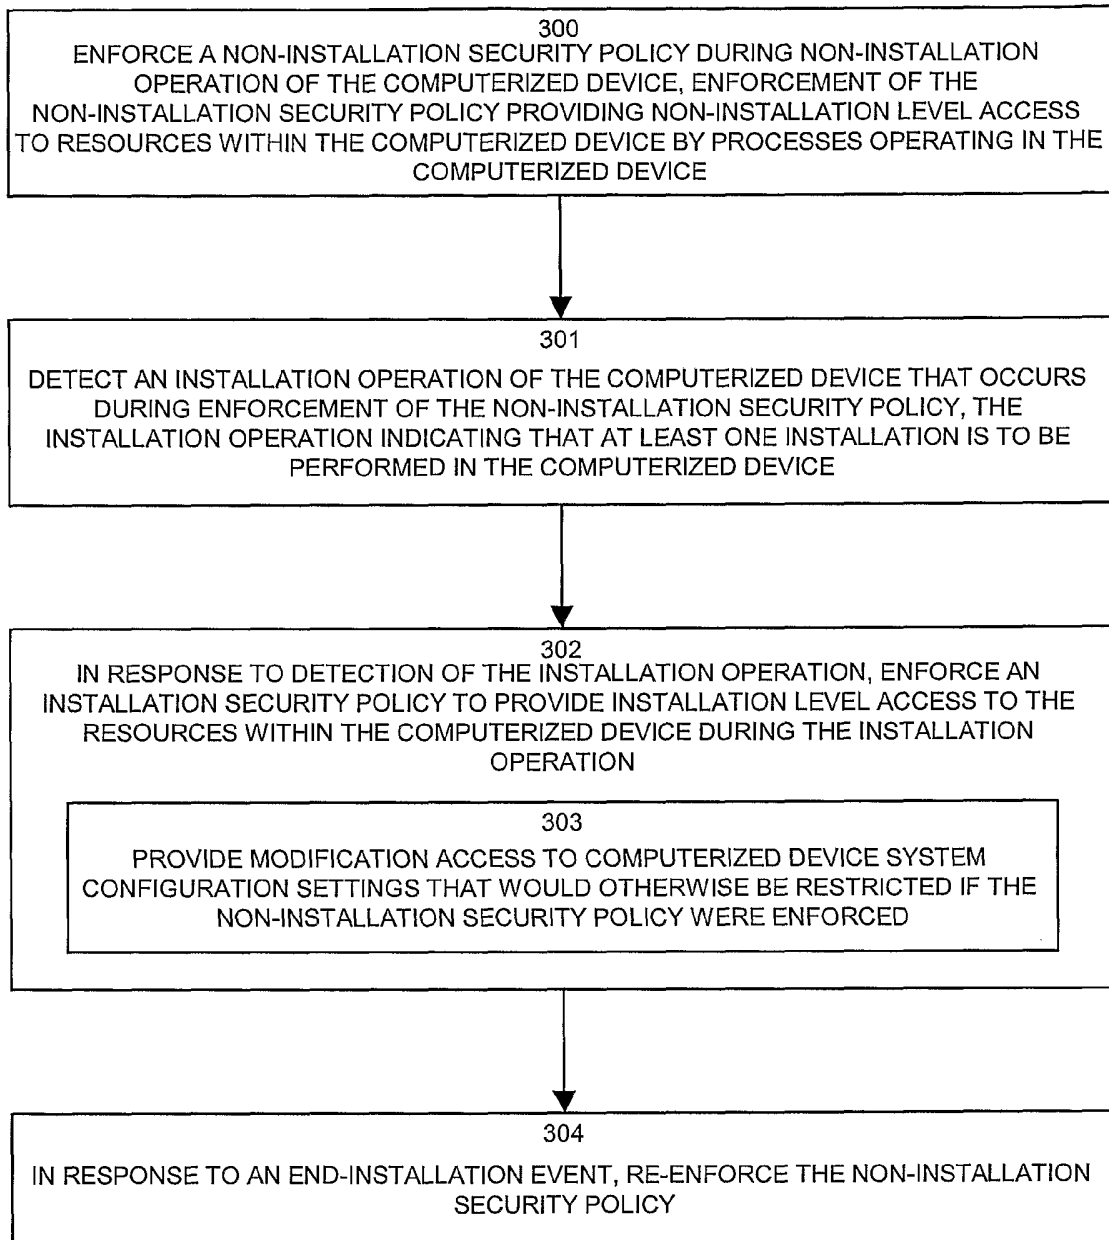 300
ENFORCE A NON-INSTALLATION SECURITY POLICY DURING NON-INSTALLATION
OPERATION OF THE COMPUTERIZED DEVICE, ENFORCEMENT OF THE
NON-INSTALLATION SECURITY POLICY PROVIDING NON-INSTALLATION LEVEL ACCESS
TO RESOURCES WITHIN THE COMPUTERIZED DEVICE BY PROCESSES OPERATING IN THE
COMPUTERIZED DEVICE
301
DETECT AN INSTALLATION OPERATION OF THE COMPUTERIZED DEVICE THAT OCCURS
DURING ENFORCEMENT OF THE NON-INSTALLATION SECURITY POLICY, THE
INSTALLATION OPERATION INDICATING THAT AT LEAST ONE INSTALLATION IS TO BE
PERFORMED IN THE COMPUTERIZED DEVICE
302
IN RESPONSE TO DETECTION OF THE INSTALLATION OPERATION, ENFORCE AN
INSTALLATION SECURITY POLICY TO PROVIDE INSTALLATION LEVEL ACCESS TO THE
RESOURCES WITHIN THE COMPUTERIZED DEVICE DURING THE INSTALLATION
OPERATION
303
PROVIDE MODIFICATION ACCESS TO COMPUTERIZED DEVICE SYSTEM
CONFIGURATION SETTINGS THAT WOULD OTHERWISE BE RESTRICTED IF THE
NON-INSTALLATION SECURITY POLICY WERE ENFORCED
304
IN RESPONSE TO AN END-INSTALLATION EVENT, RE-ENFORCE THE NON-INSTALLATION
SECURITY POLICY